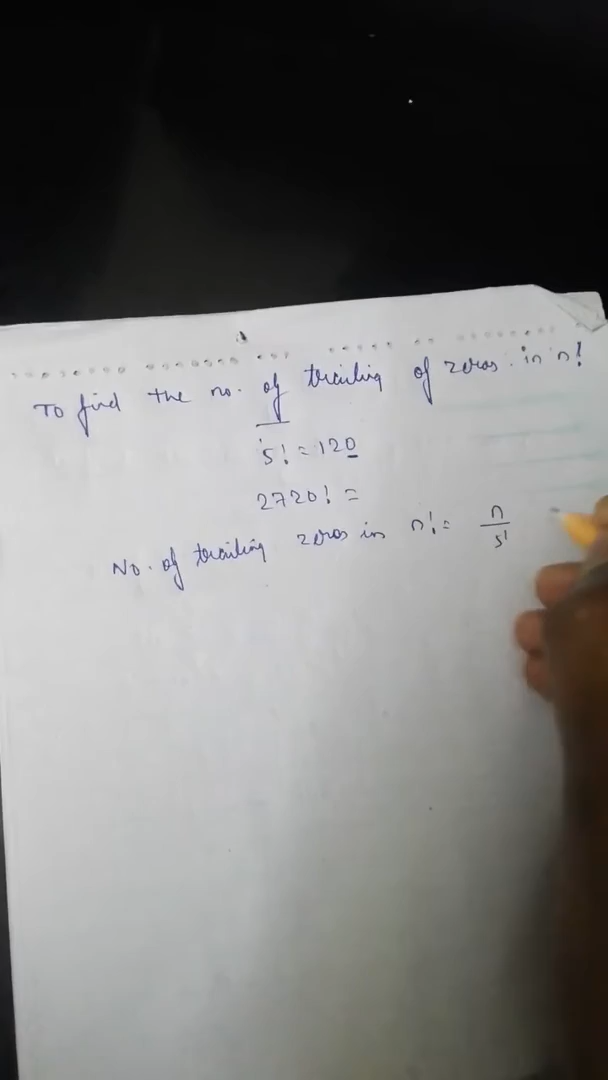 To find the no. of trailing of zeros in n!
5! = 120
2720! =
No. of trailing zeros in n! = n/5¹